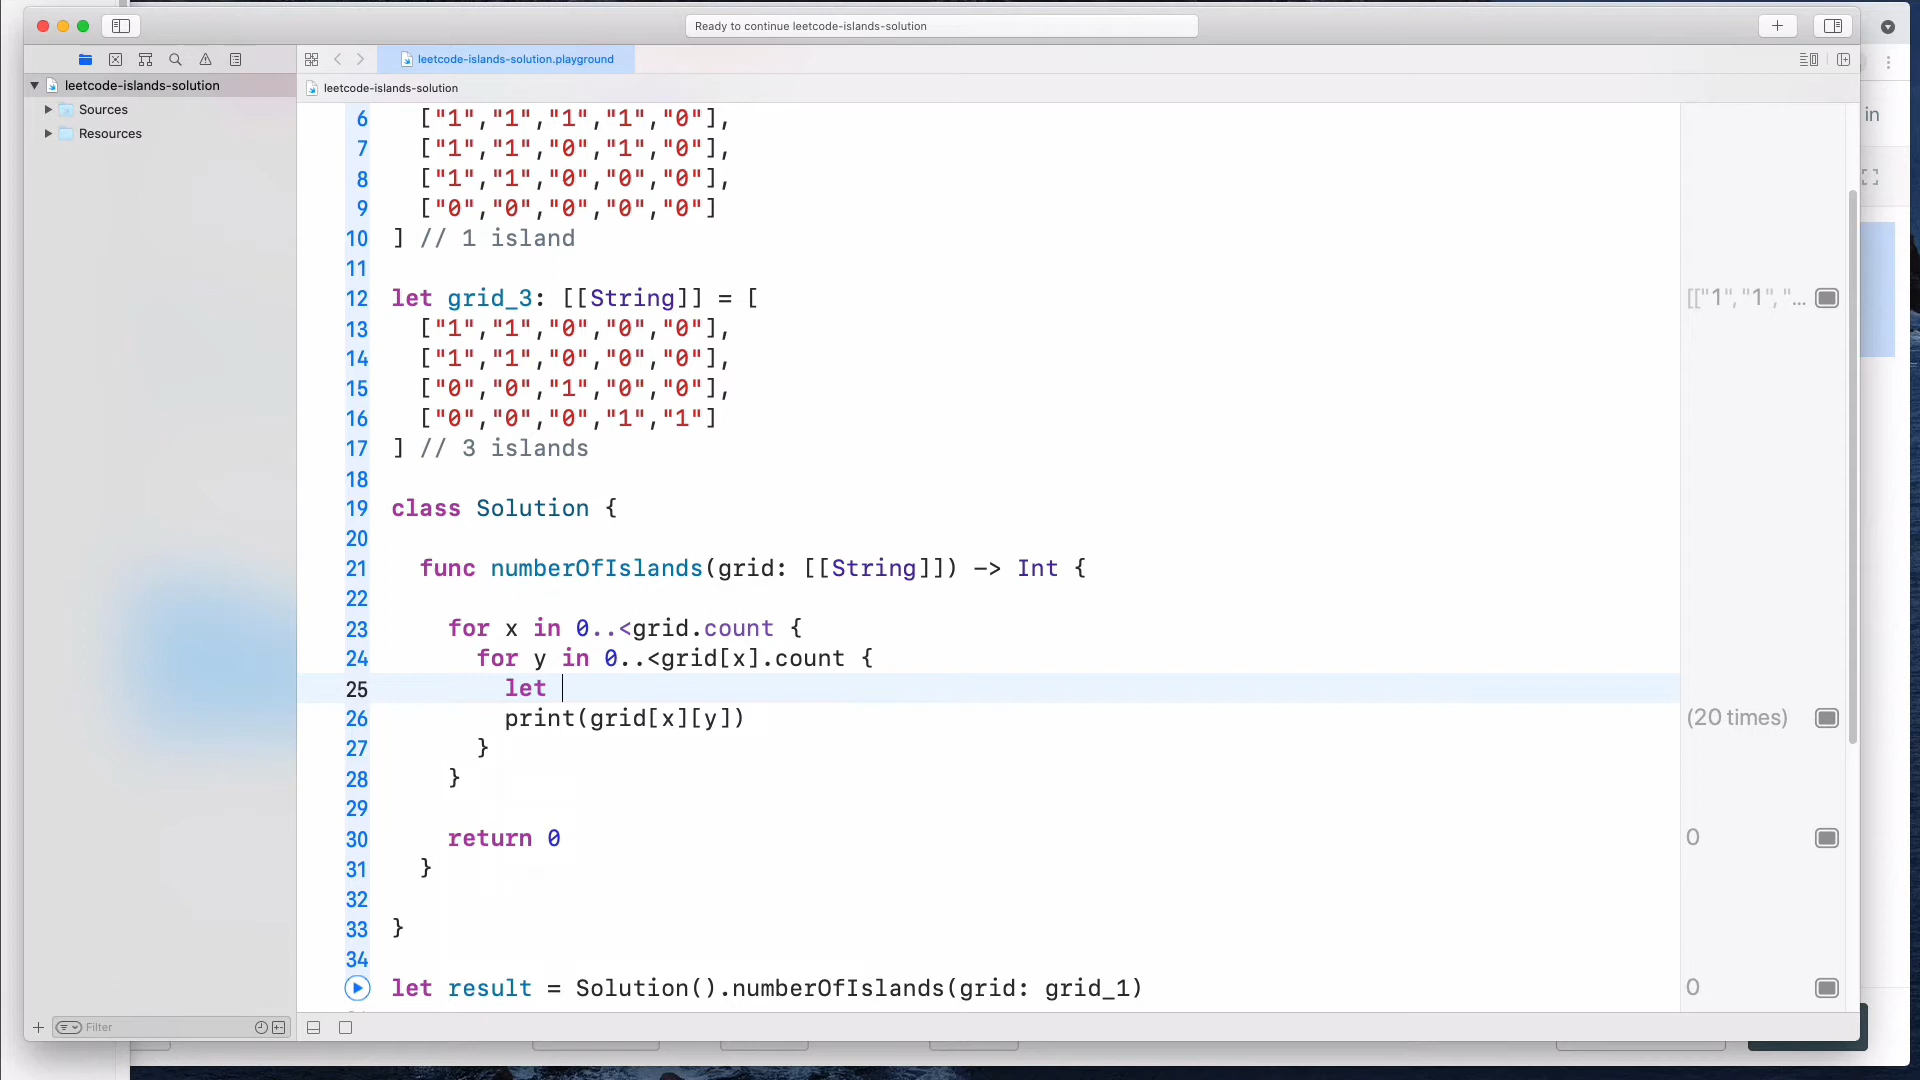 Ready to continue leetcode-islands-solution
leetcode-islands-solution.playground
leetcode-islands-solution
Sources
Resources
Filter
leetcode-islands-solution
6 ["1","1","1","1","0"],
7 ["1","1","0","1","0"],
8 ["1","1","0","0","0"],
9 ["0","0","0","0","0"]
10 ] // 1 island
11
12 let grid_3: [[String]] = [
[["1", "1", "...
13 ["1","1","0","0","0"],
14 ["1","1","0","0","0"],
15 ["0","0","1","0","0"],
16 ["0","0","0","1","1"]
17 ] // 3 islands
18
19 class Solution {
20
21 func numberOfIslands(grid: [[String]]) -> Int {
22
23 for x in 0..<grid.count {
24 for y in 0..<grid[x].count {
25 let
26 print(grid[x][y])
(20 times)
27 }
28 }
29
30 return 0
0
31 }
32
33 }
34
let result = Solution().numberOfIslands(grid: grid_1)
0
in